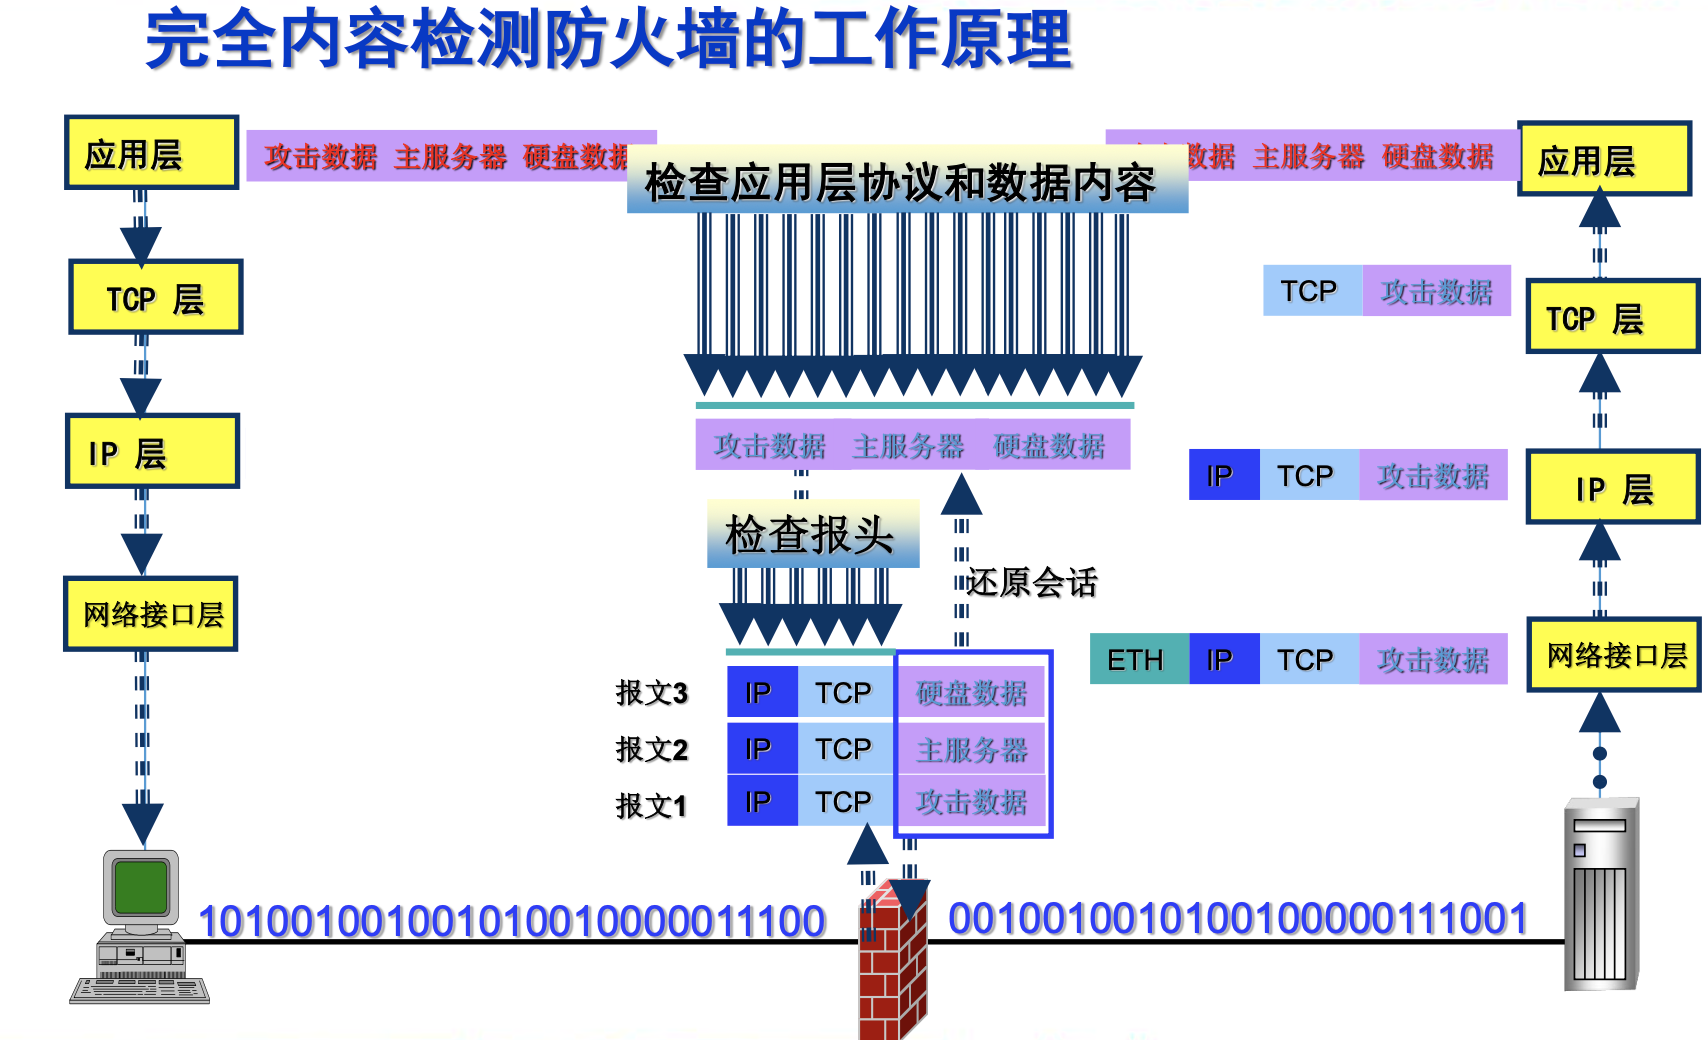 完全内容检测防火墙的工作原理
应用层
攻击数据 主服务器 硬盘数据
检查应用层协议和数据内容
数据 主服务器 硬盘数据
应用层
TCP 层
TCP 攻击数据
TCP 层
IP 层
攻击数据 主服务器 硬盘数据
IP TCP 攻击数据
IP 层
检查报头
还原会话
网络接口层
ETH IP TCP 攻击数据
网络接口层
报文3 IP TCP 硬盘数据
报文2 IP TCP 主服务器
报文1 IP TCP 攻击数据
101001001001010010000011100
001001001010010000011​1001